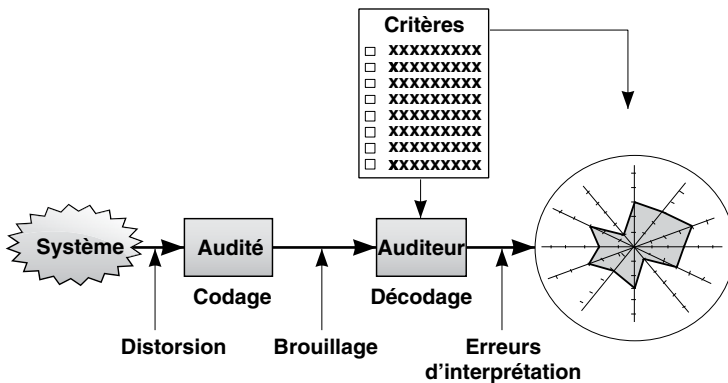 Critères
xxxxxxxxx
xxxxxxxxx
xxxxxxxxx
xxxxxxxxx
xxxxxxxxx
xxxxxxxxx
xxxxxxxxx
xxxxxxxxx
Système
Audité
Auditeur
Codage
Décodage
Distorsion
Brouillage
Erreurs
d'interprétation